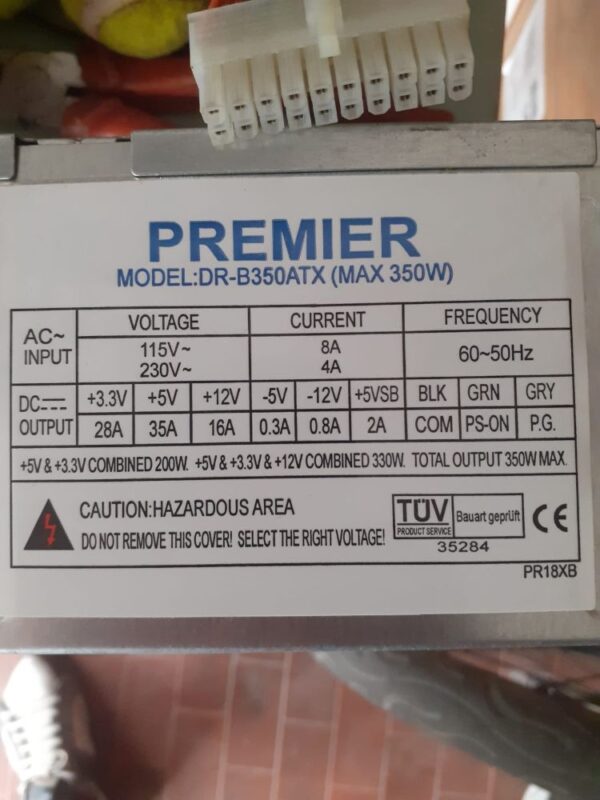 PREMIER
MODEL:DR-B350ATX (MAX 350W)
AC~ INPUT VOLTAGE CURRENT FREQUENCY
115V~ 8A 60~50Hz
230V~ 4A
DC OUTPUT +3.3V +5V +12V -5V -12V +5VSB BLK GRN GRY
28A 35A 16A 0.3A 0.8A 2A COM PS-ON P.G.
+5V & +3.3V COMBINED 200W. +5V & +3.3V & +12V COMBINED 330W. TOTAL OUTPUT 350W MAX.
CAUTION:HAZARDOUS AREA
DO NOT REMOVE THIS COVER! SELECT THE RIGHT VOLTAGE!
TÜV Bauart geprüft CE
PRODUCT SERVICE
35284
PR18XB